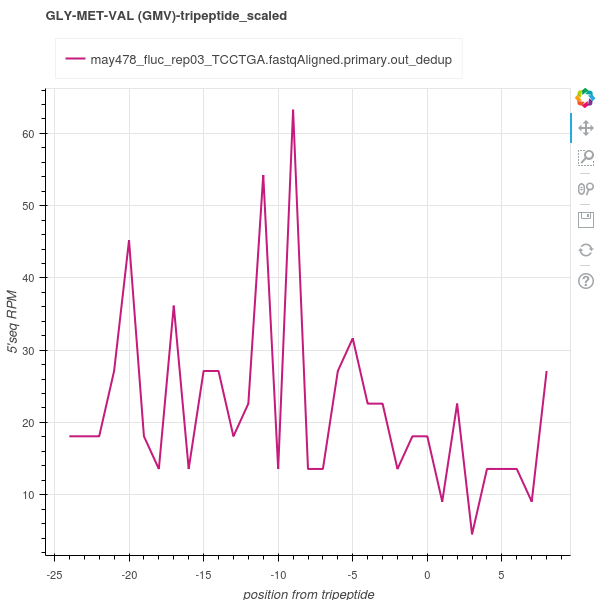 GLY-MET-VAL (GMV)-tripeptide_scaled
may478_fluc_rep03_TCCTGA.fastqAligned.primary.out_dedup
60
50
40
30
20
10
5'seq RPM
-25 -20 -15 -10 -5 0 5
position from tripeptide